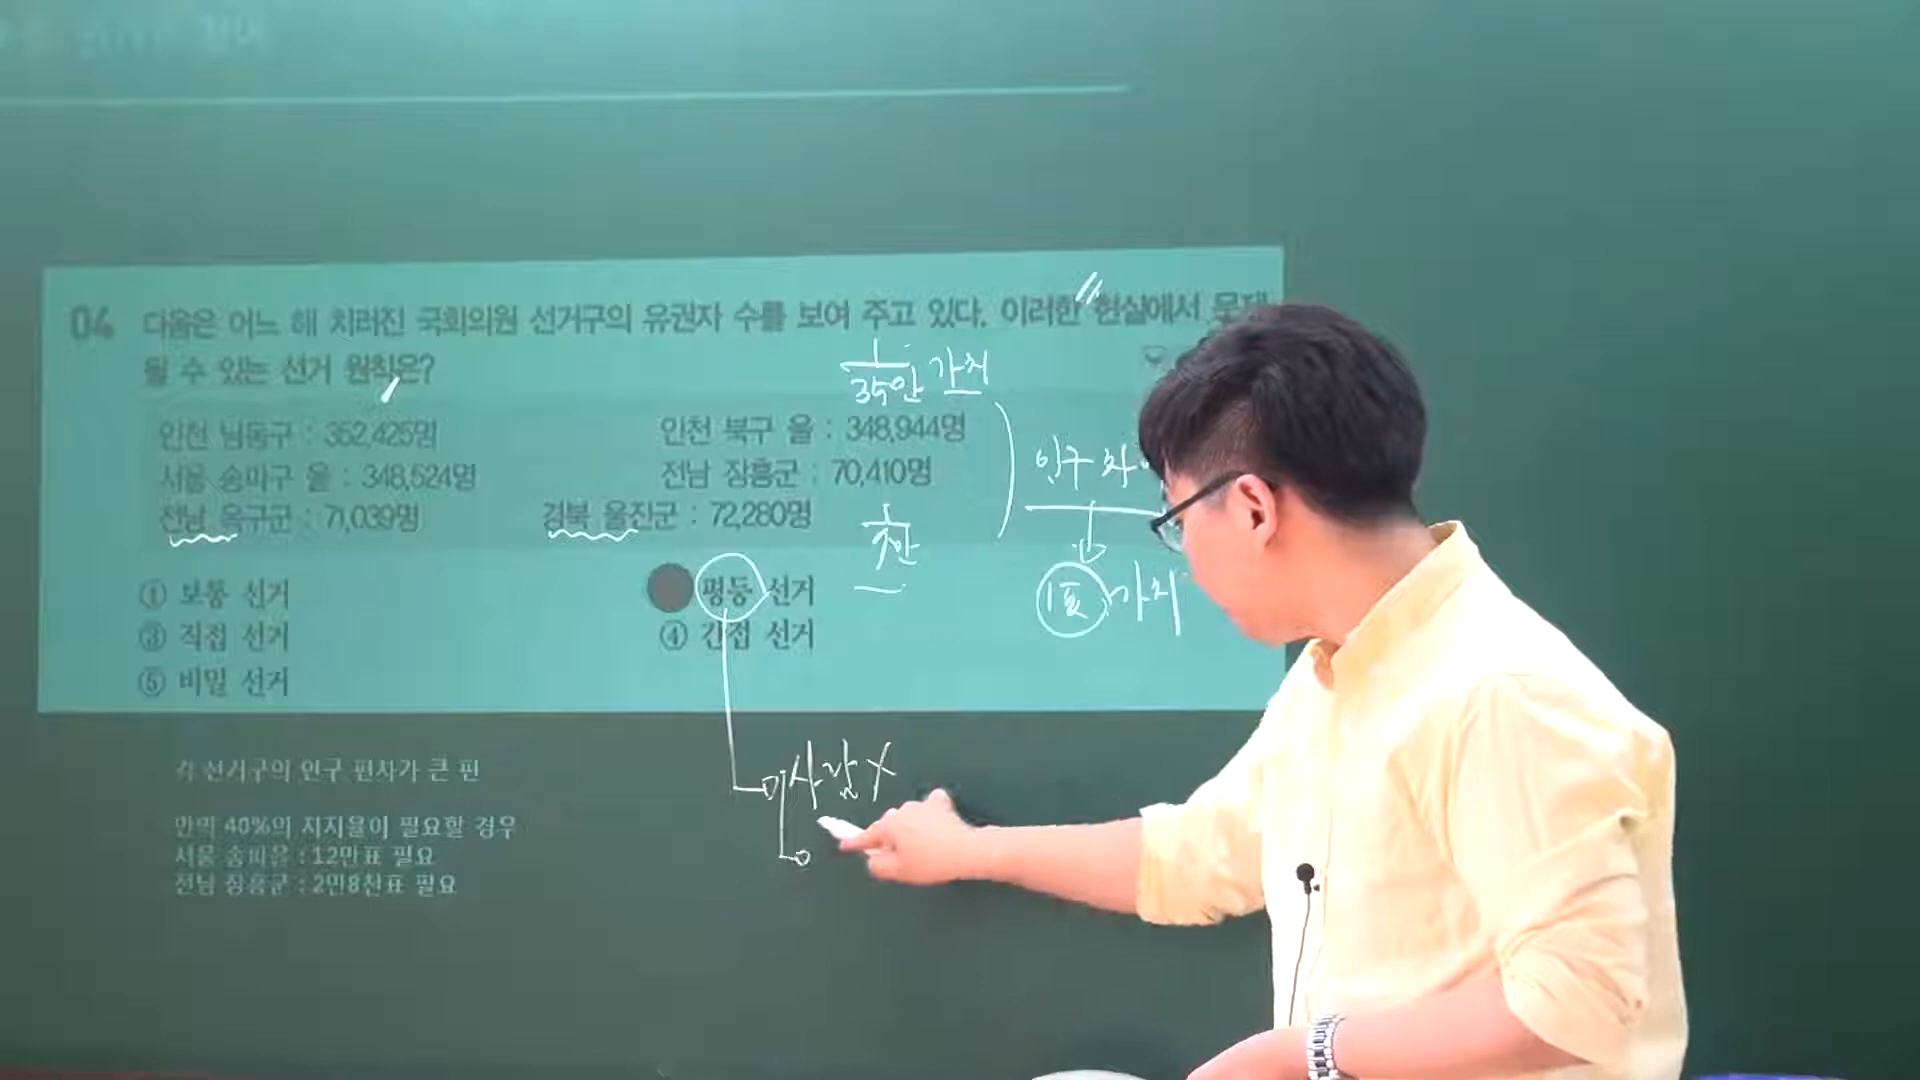 04 다음은 어느 해 치러진 국회의원 선거구의 유권자 수를 보여 주고 있다. 이러한 현실에서 문제
될 수 있는 선거 원칙은?
인천 남동구 : 352,425명 인천 북구 을 : 348,944명
서울 송파구 을 : 348,524명 전남 장흥군 : 70,410명
전남 옥구군 : 71,039명 경북 울진군 : 72,280명
① 보통 선거 평등 선거
③ 직접 선거 ④ 간접 선거
⑤ 비밀 선거
1
35만 가치
인구 차
1
1표 가치
사람 X
각 선거구의 인구 편차가 큰 편
만약 40%의 지지율이 필요할 경우
서울 송파을 : 12만표 필요
전남 장흥군 : 2만8천표 필요